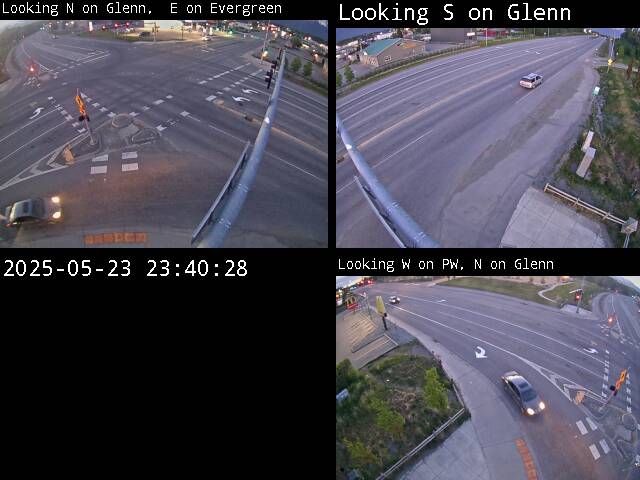 Looking N on Glenn,  E on Evergreen
Looking S on Glenn
2025-05-23 23:40:28
Looking W on PW, N on Glenn